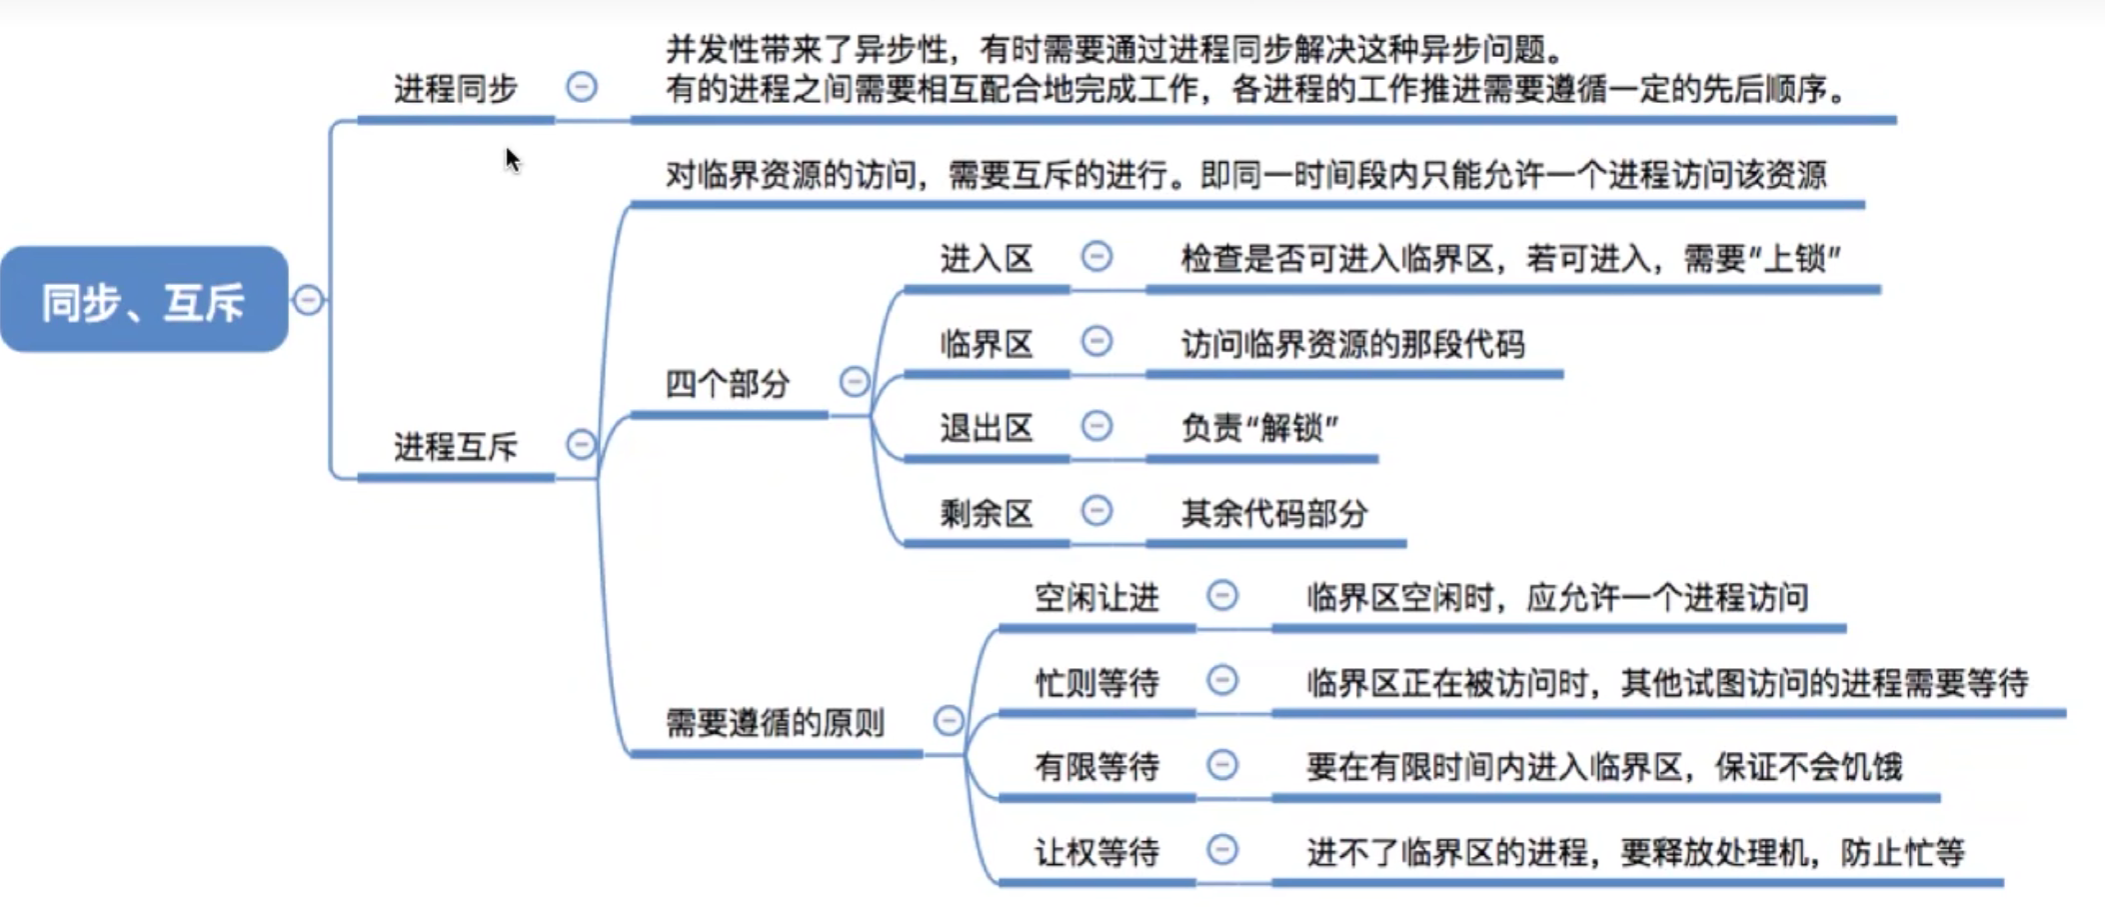 并发性带来了异步性，有时需要通过进程同步解决这种异步问题。
进程同步
有的进程之间需要相互配合地完成工作，各进程的工作推进需要遵循一定的先后顺序。
对临界资源的访问，需要互斥的进行。即同一时间段内只能允许一个进程访问该资源
进入区
检查是否可进入临界区，若可进入，需要“上锁”
同步、互斥
临界区
访问临界资源的那段代码
四个部分
退出区
负责“解锁”
进程互斥
剩余区
其余代码部分
空闲让进
临界区空闲时，应允许一个进程访问
忙则等待
临界区正在被访问时，其他试图访问的进程需要等待
需要遵循的原则
有限等待
要在有限时间内进入临界区，保证不会饥饿
让权等待
进不了临界区的进程，要释放处理机，防止忙等